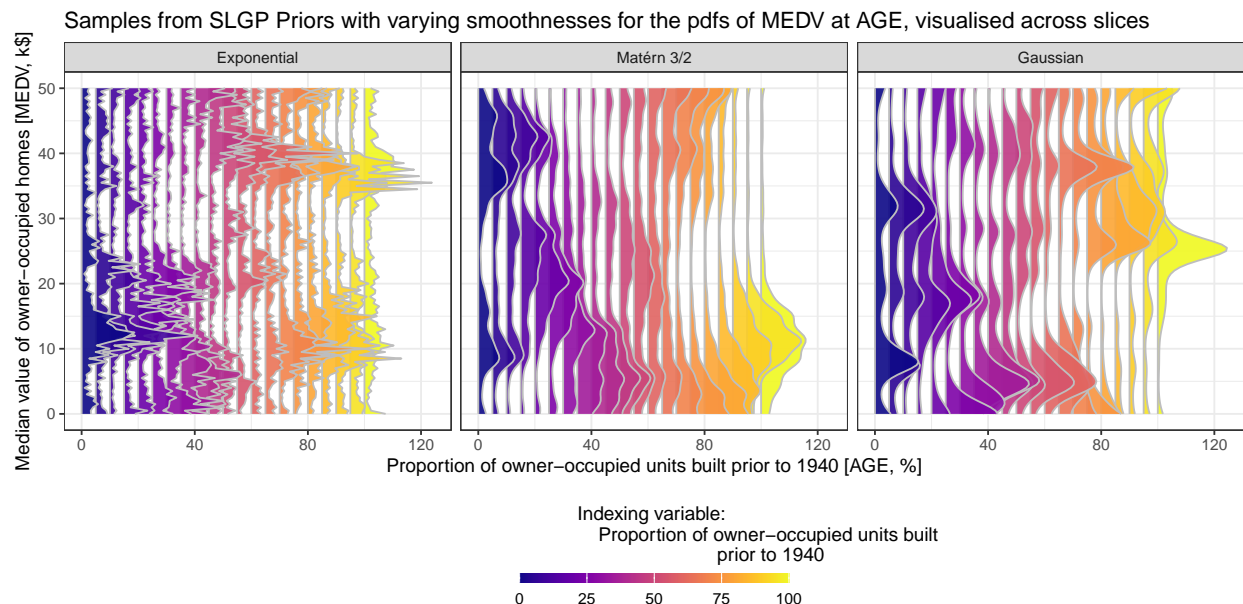 Samples from SLGP Priors with varying smoothnesses for the pdfs of MEDV at AGE, visualised across slices
Exponential
Matérn 3/2
Gaussian
Median value of owner−occupied homes [MEDV, k$]
50
40
30
20
10
0
0 40 80 120
0 40 80 120
0 40 80 120
Proportion of owner−occupied units built prior to 1940 [AGE, %]
Indexing variable:
Proportion of owner−occupied units built
prior to 1940
0 25 50 75 100